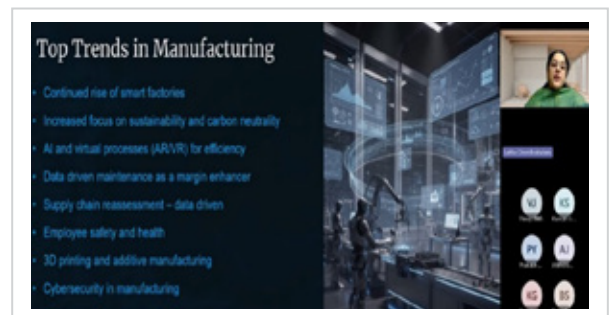 Top Trends in Manufacturing
• Continued rise of smart factories
• Increased focus on sustainability and carbon neutrality
• AI and virtual processes (AR/VR) for efficiency
• Data driven maintenance as a margin enhancer
• Supply chain reassessment – data driven
• Employee safety and health
• 3D printing and additive manufacturing
• Cybersecurity in manufacturing
VJ
KS
PY
AJ
KG
BS